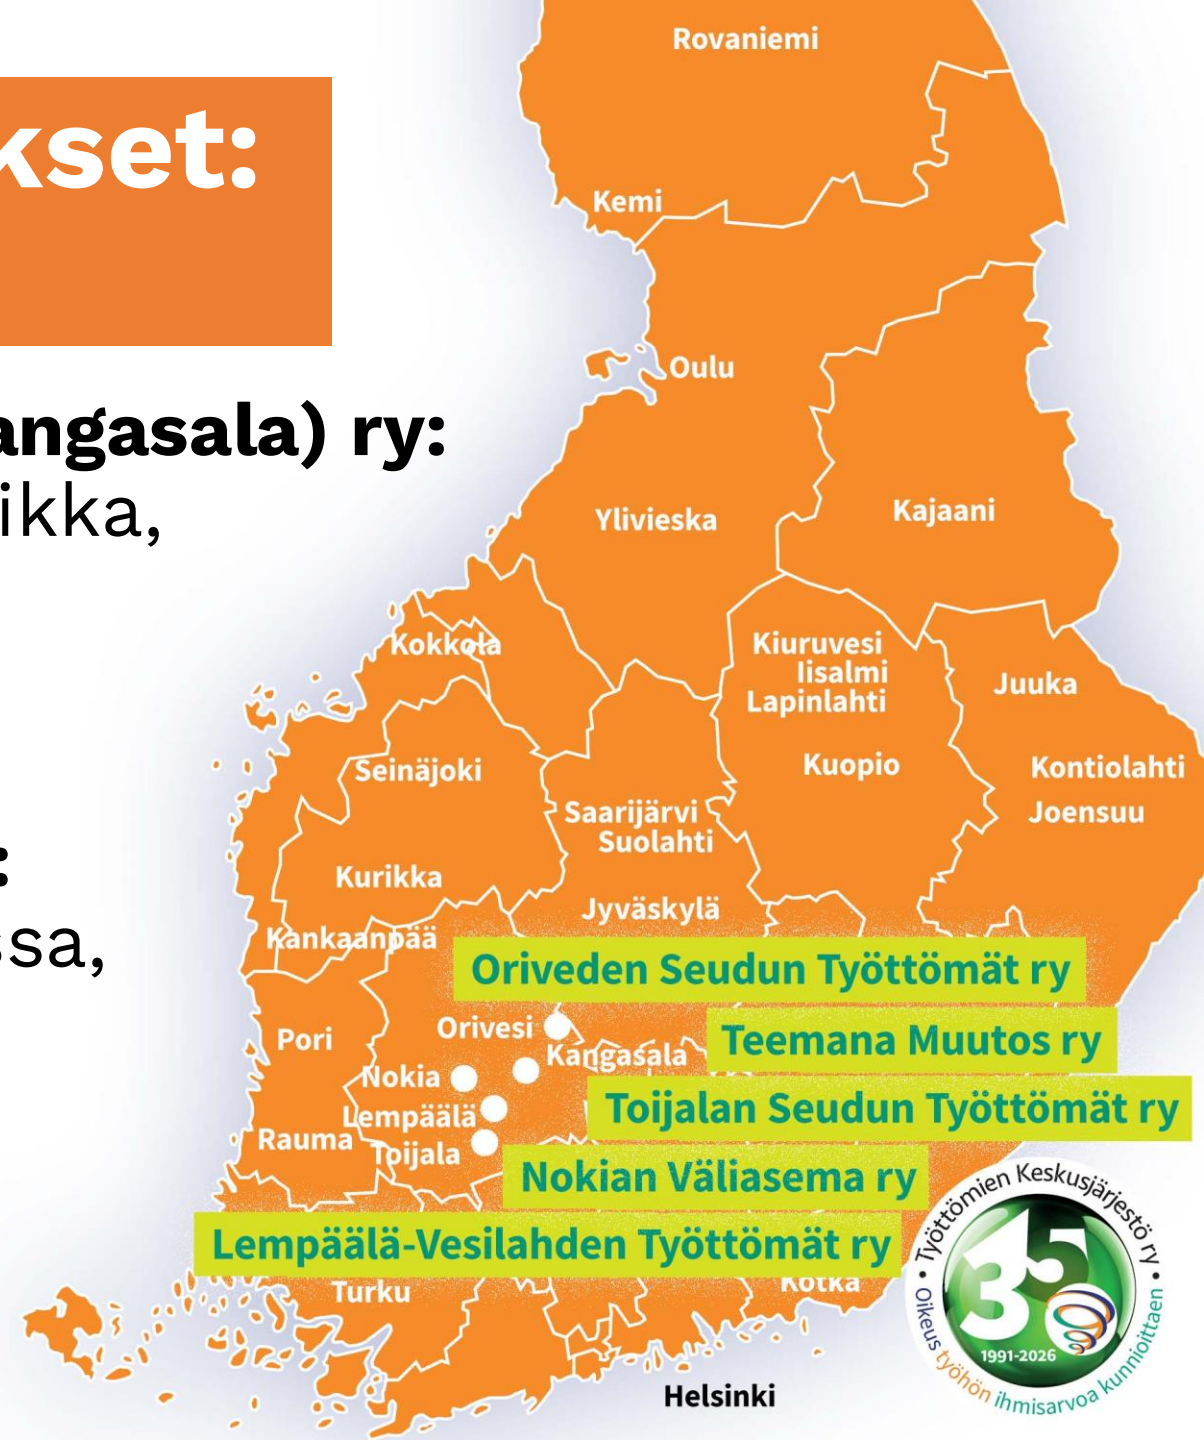 kset:
angasala) ry:
ikka,
:
ssa,
Rovaniemi
Kemi
Oulu
Ylivieska
Kajaani
Kokkola
Kiuruvesi
Iisalmi
Lapinlahti
Juuka
Kuopio
Kontiolahti
Joensuu
Seinäjoki
Saarijärvi
Suolahti
Kurikka
Jyväskylä
Kankaanpää
Oriveden Seudun Työttömät ry
Pori
Orivesi
Kangasala
Teemana Muutos ry
Nokia
Lempäälä
Toijalan Seudun Työttömät ry
Rauma
Toijala
Nokian Väliasema ry
Lempäälä-Vesilahden Työttömät ry
Turku
Kotka
Helsinki
• Työttömien Keskusjärjestö ry •
35
1991-2026
Oikeus työhön ihmisarvoa kunnioittaen